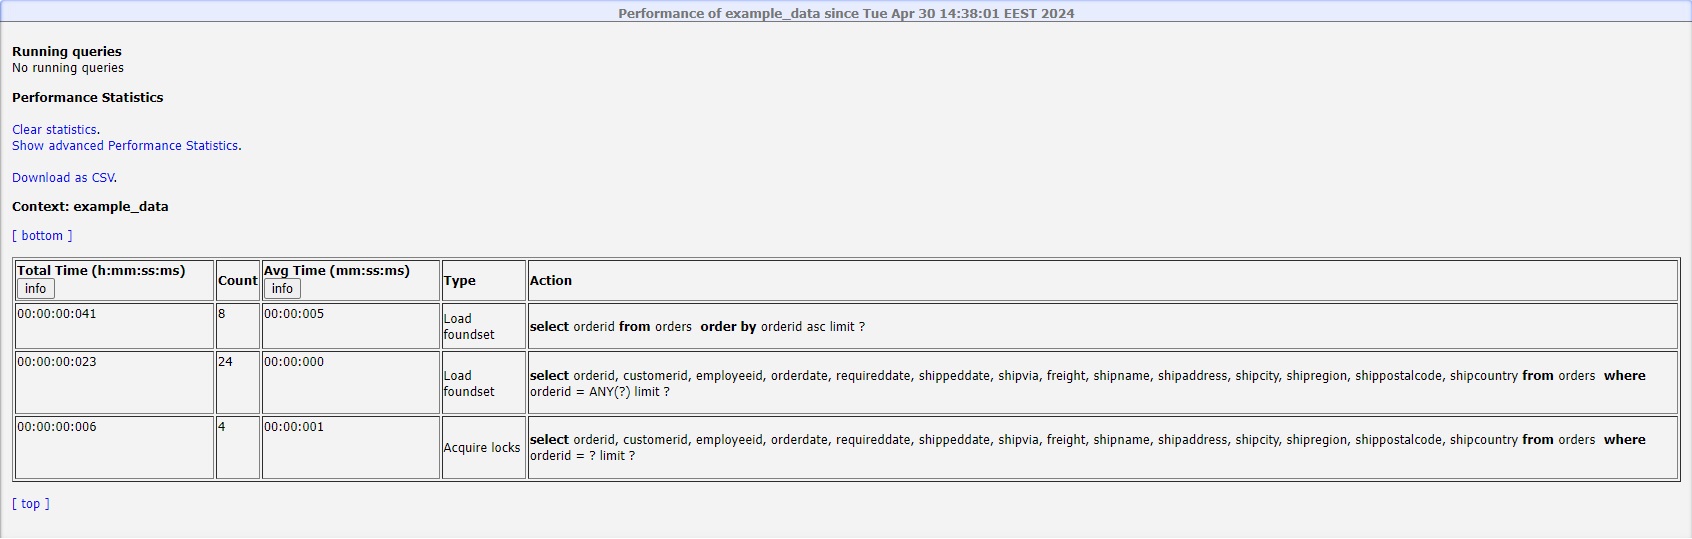 Performance of example_data since Tue Apr 30 14:38:01 EEST 2024
Running queries
No running queries
Performance Statistics
Clear statistics.
Show advanced Performance Statistics.
Download as CSV.
Context: example_data
[ bottom ]
Total Time (h:mm:ss:ms) info Count Avg Time (mm:ss:ms) info Type Action
00:00:00:041 8 00:00:005 Load foundset select orderid from orders  order by orderid asc limit ?
00:00:00:023 24 00:00:000 Load foundset select orderid, customerid, employeeid, orderdate, requireddate, shippeddate, shipvia, freight, shipname, shipaddress, shipcity, shipregion, shippostalcode, shipcountry from orders  where
orderid = ANY(?) limit ?
00:00:00:006 4 00:00:001 Acquire locks select orderid, customerid, employeeid, orderdate, requireddate, shippeddate, shipvia, freight, shipname, shipaddress, shipcity, shipregion, shippostalcode, shipcountry from orders  where
orderid = ? limit ?
[ top ]